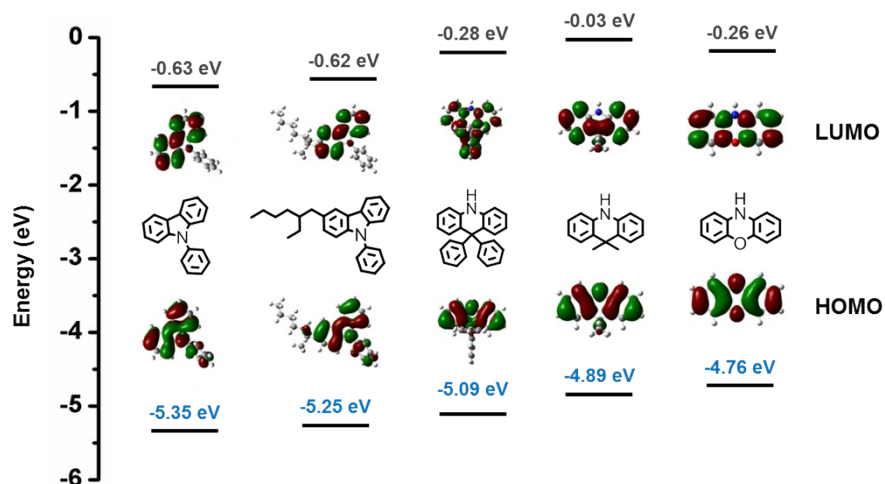 0
-1
-2
-3
-4
-5
-6
Energy (eV)
-0.63 eV
-0.62 eV
-0.28 eV
-0.03 eV
-0.26 eV
LUMO
N
N
H
N
H
N
H
N
O
HOMO
-5.35 eV
-5.25 eV
-5.09 eV
-4.89 eV
-4.76 eV